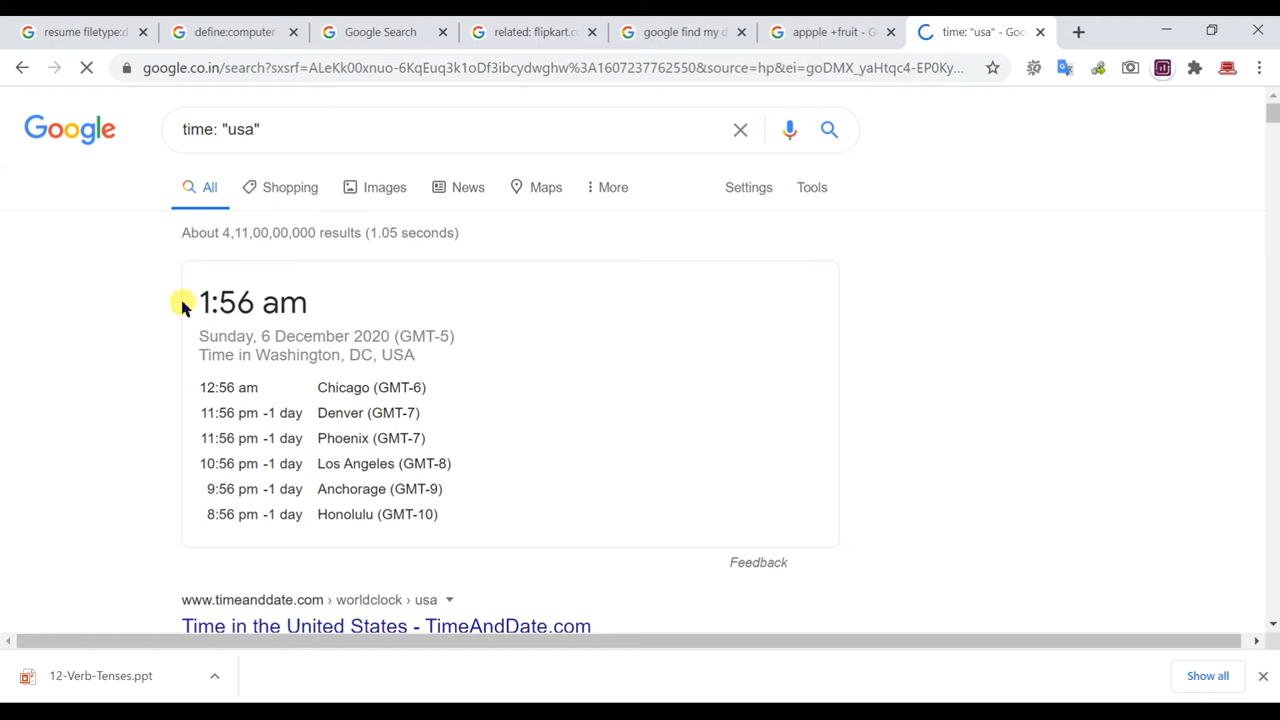 resume filetype:d
define:computer
Google Search
related: flipkart.c
google find my d
appple +fruit - G
time: "usa" - Goo
google.co.in/search?sxsrf=ALeKk00xnuo-6KqEuq3k1oDf3ibcydwghw%3A1607237762550&source=hp&ei=goDMX_yaHtqc4-EP0Ky...
Google
time: "usa"
All
Shopping
Images
News
Maps
More
Settings
Tools
About 4,11,00,00,000 results (1.05 seconds)
1:56 am
Sunday, 6 December 2020 (GMT-5)
Time in Washington, DC, USA
12:56 am Chicago (GMT-6)
11:56 pm -1 day Denver (GMT-7)
11:56 pm -1 day Phoenix (GMT-7)
10:56 pm -1 day Los Angeles (GMT-8)
9:56 pm -1 day Anchorage (GMT-9)
8:56 pm -1 day Honolulu (GMT-10)
Feedback
www.timeanddate.com › worldclock › usa
Time in the United States - TimeAndDate.com
12-Verb-Tenses.ppt
Show all